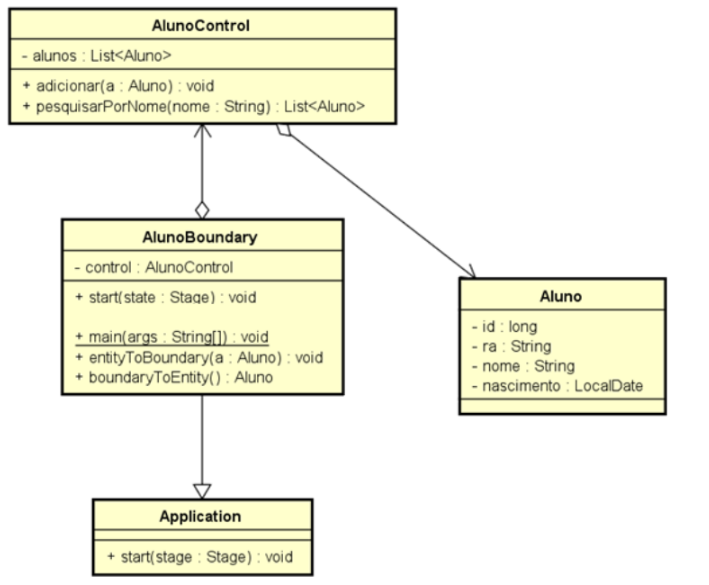 AlunoControl
- alunos : List<Aluno>
+ adicionar(a : Aluno) : void
+ pesquisarPorNome(nome : String) : List<Aluno>
AlunoBoundary
- control : AlunoControl
+ start(state : Stage) : void
+ main(args : String[]) : void
+ entityToBoundary(a : Aluno) : void
+ boundaryToEntity() : Aluno
Aluno
- id : long
- ra : String
- nome : String
- nascimento : LocalDate
Application
+ start(stage : Stage) : void